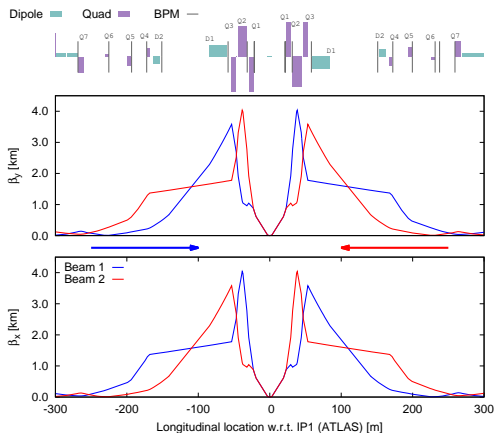 Dipole Quad BPM
Q7 Q6 Q5 Q4 D2 D1 Q3 Q2 Q1 Q1 Q2 Q3 D1 D2 Q4 Q5 Q6 Q7
βy [km]
4.0
3.0
2.0
1.0
0.0
Beam 1
Beam 2
βx [km]
4.0
3.0
2.0
1.0
0.0
-300 -200 -100 0 100 200 300
Longitudinal location w.r.t. IP1 (ATLAS) [m]